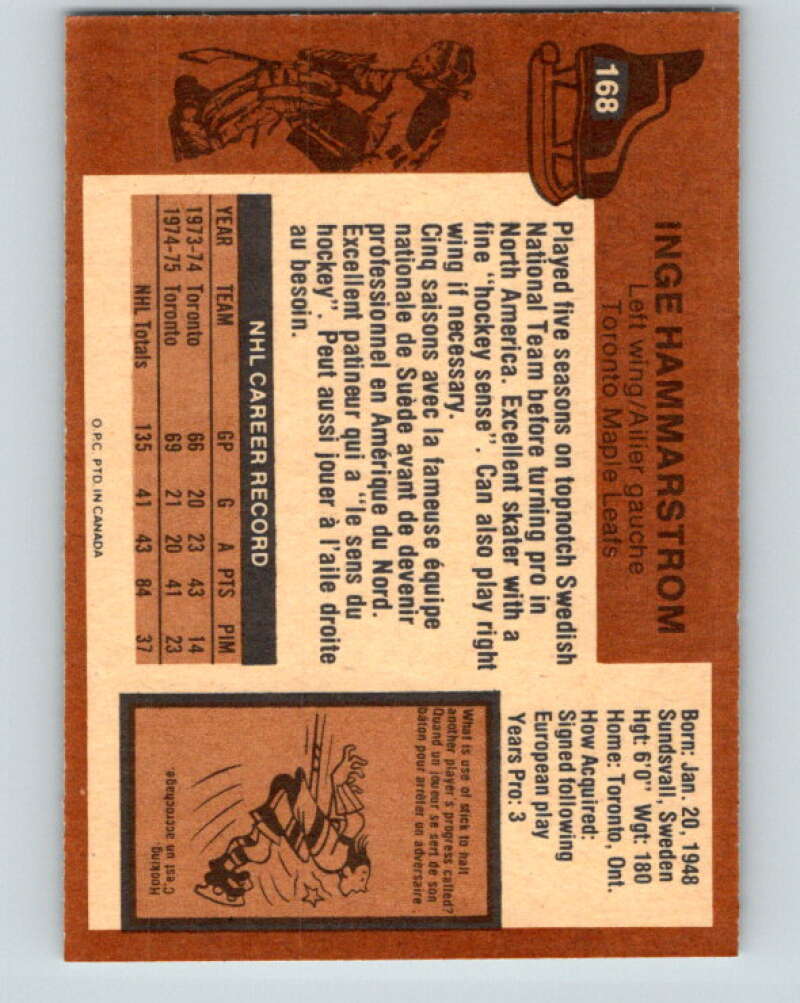 168
INGE HAMMARSTROM
Left wing/Ailier gauche
Toronto Maple Leafs
Played five seasons on topnotch Swedish
National Team before turning pro in
North America. Excellent skater with a
fine "hockey sense". Can also play right
wing if necessary.
Cinq saisons avec la fameuse équipe
nationale de Suède avant de devenir
professionnel en Amérique du Nord.
Excellent patineur qui a "le sens du
hockey". Peut aussi jouer à l'aile droite
au besoin.
NHL CAREER RECORD
YEAR TEAM GP G A PTS PIM
1973-74 Toronto 66 20 23 43 14
1974-75 Toronto 69 21 20 41 23
NHL Totals 135 41 43 84 37
O.P.C. PTD. IN CANADA
Born: Jan. 20, 1948
Sundsvall, Sweden
Hgt: 6'0" Wgt: 180
Home: Toronto, Ont.
How Acquired:
Signed following
European play
Years Pro: 3
What is use of stick to halt
another player's progress called?
Quand un joueur se sert de son
bâton pour arrêter un adversaire:
Hooking.
C'est un accrochage.